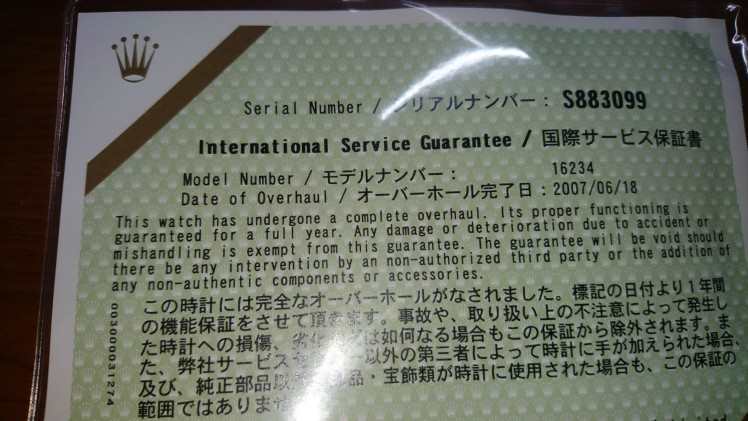 Serial Number / シリアルナンバー : S883099
International Service Guarantee / 国際サービス保証書
Model Number / モデルナンバー : 16234
Date of Overhaul / オーバーホール完了日 : 2007/06/18
This watch has undergone a complete overhaul. Its proper functioning is
guaranteed for a full year. Any damage or deterioration due to accident or
mishandling is exempt from this guarantee. The guarantee will be void should
there be any intervention by an non-authorized third party or the addition of
any non-authentic components or accessories.
この時計には完全なオーバーホールがなされました。標記の日付より1年間
の機能保証をさせて頂きます。事故や、取り扱い上の不注意によって発生し
た時計への損傷、劣化 は如何なる場合もこの保証から除外されます。ま
た、弊社サービス 以外の第三者によって時計に手が加えられた場合、
及び、純正部品以 品・宝飾類が時計に使用された場合も、この保証の
範囲ではありませ
0030000031274